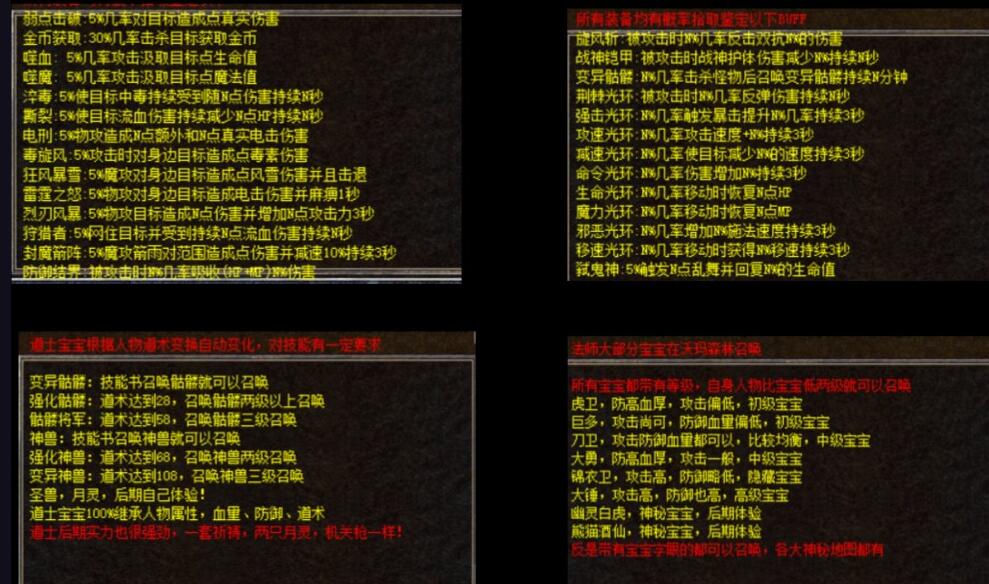 弱点击破:5%几车对目标造成点真实伤害
金币获取:30%几车击杀目标获取金币
噬血: 5%几车攻击汲取目标点生命值
噬魔: 5%几车攻击汲取目标点魔法值
淬毒:5%使目标中毒持续受到随N点伤害持续N秒
撕裂:5%使目标流血伤害持续减少N点HP持续N秒
电刑:5%物攻造成N点额外和N点真实电击伤害
毒旋风:5%攻击时对身边目标造成点毒素伤害
狂风暴雪:5%魔攻对身边目标造成点风雪伤害并且击退
雷霆之怒:5%物攻对身边目标造成电击伤害并麻痹1秒
烈刃风暴:5%物攻目标造成N点伤害并增加N点攻击力3秒
狩猎者:5%网住目标并受到持续N点流血伤害持续N秒
封魔箭阵:5%魔攻箭雨对范围造成点伤害并减速10%持续3秒
防御结界:被攻击时N%几车吸收(HP+MP)N%伤害
所有装备均有概率拾取鉴定以下BUFF
旋风斩:被攻击时N%几车反击双抗N%的伤害
战神铠甲:被攻击时战神护体伤害减少N%持续N秒
变异骷髅:N%几车击杀怪物后召唤变异骷髅持续N分钟
荆棘光环:被攻击时N%几车反弹伤害持续N秒
强击光环:N%几车触发暴击提升N%几车持续3秒
攻速光环:N%几车攻击速度+N%持续3秒
减速光环:N%几车使目标减少N%的速度持续3秒
命令光环:N%几车伤害增加N%持续3秒
生命光环:N%几车移动时恢复N点HP
魔力光环:N%几车移动时恢复N点MP
邪恶光环:N%几车增加N%施法速度持续3秒
移速光环:N%几车移动时获得N%移速持续3秒
弑鬼神:5%触发N点乱舞并回复N%的生命值
道士宝宝根据人物道术变换自动变化，对技能有一定要求
变异骷髅：技能书召唤骷髅就可以召唤
强化骷髅：道术达到28，召唤骷髅两级以上召唤
骷髅将军：道术达到58，召唤骷髅三级召唤
神兽：技能书召唤神兽就可以召唤
强化神兽：道术达到68，召唤神兽两级召唤
变异神兽：道术达到108，召唤神兽三级召唤
圣兽，月灵，后期自己体验！
道士宝宝100%继承人物属性，血里、防御、道术
道士后期实力也很强劲，一套祈祷，两只月灵，机关枪一样！
法师大部分宝宝在沃玛森林召唤
所有宝宝都带有等级，自身人物比宝宝低两级就可以召唤
虎卫，防高血厚，攻击偏低，初级宝宝
巨多，攻击尚可，防御血里偏低，初级宝宝
刀卫，攻击防御血里都可以，比较均衡，中级宝宝
大勇，防高血厚，攻击一般，中级宝宝
锦衣卫，攻击高，防御略低，隐藏宝宝
大锤，攻击高，防御也高，高级宝宝
幽灵白虎，神秘宝宝，后期体验
熊猫酒仙，神秘宝宝，后期体验
反是带有宝宝字眼的都可以召唤，各大神秘地图都有